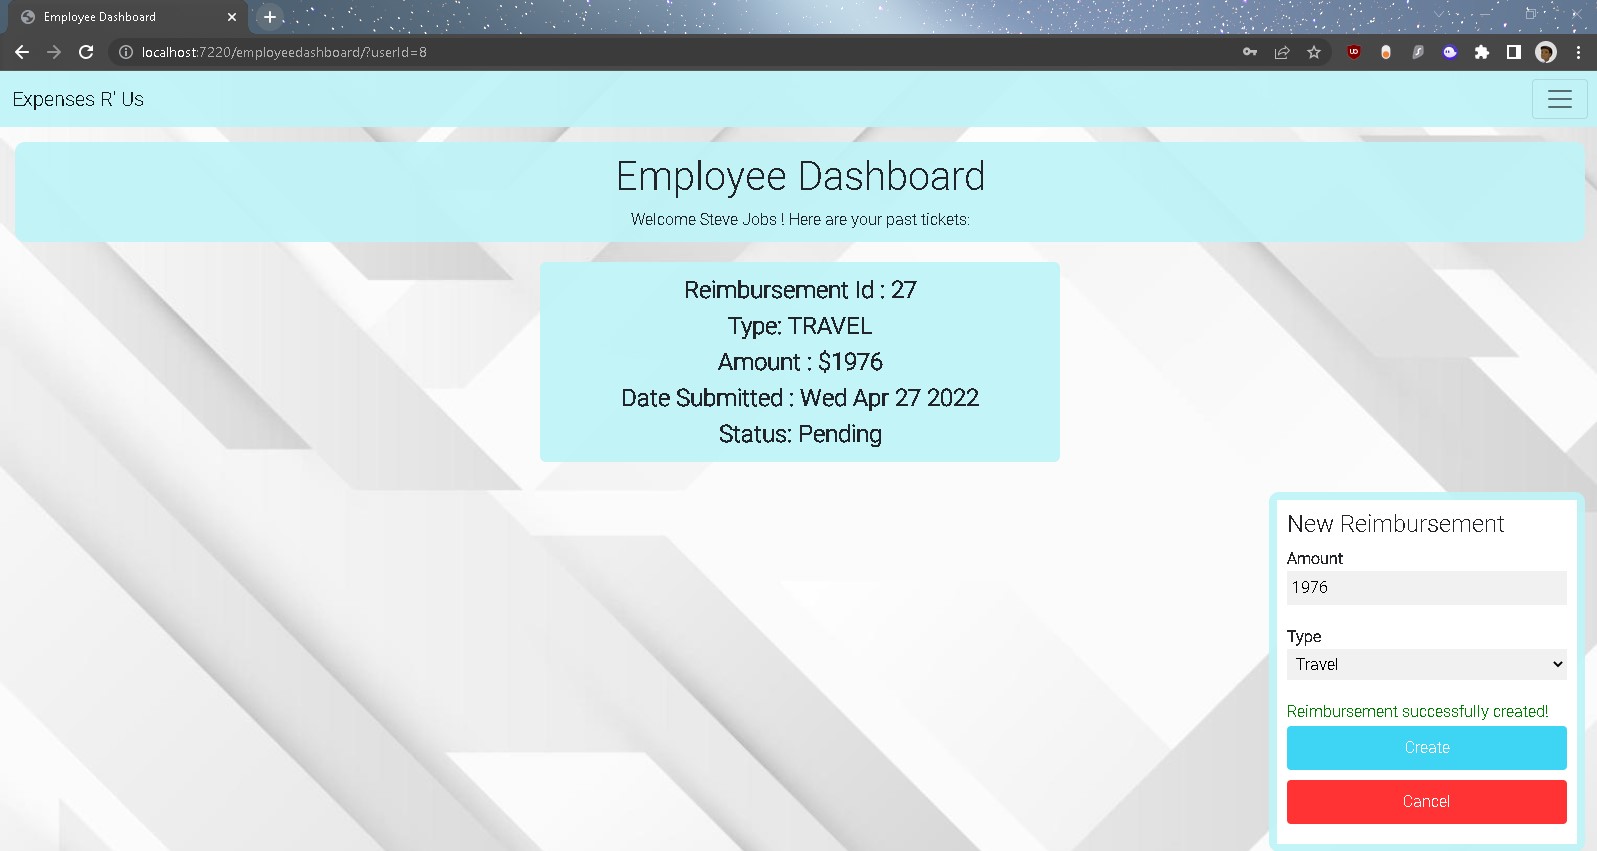 Employee Dashboard
localhost:7220/employeedashboard/?userId=8
Expenses R' Us
Employee Dashboard
Welcome Steve Jobs ! Here are your past tickets:
Reimbursement Id : 27
Type: TRAVEL
Amount : $1976
Date Submitted : Wed Apr 27 2022
Status: Pending
New Reimbursement
Amount
1976
Type
Travel
Reimbursement successfully created!
Create
Cancel